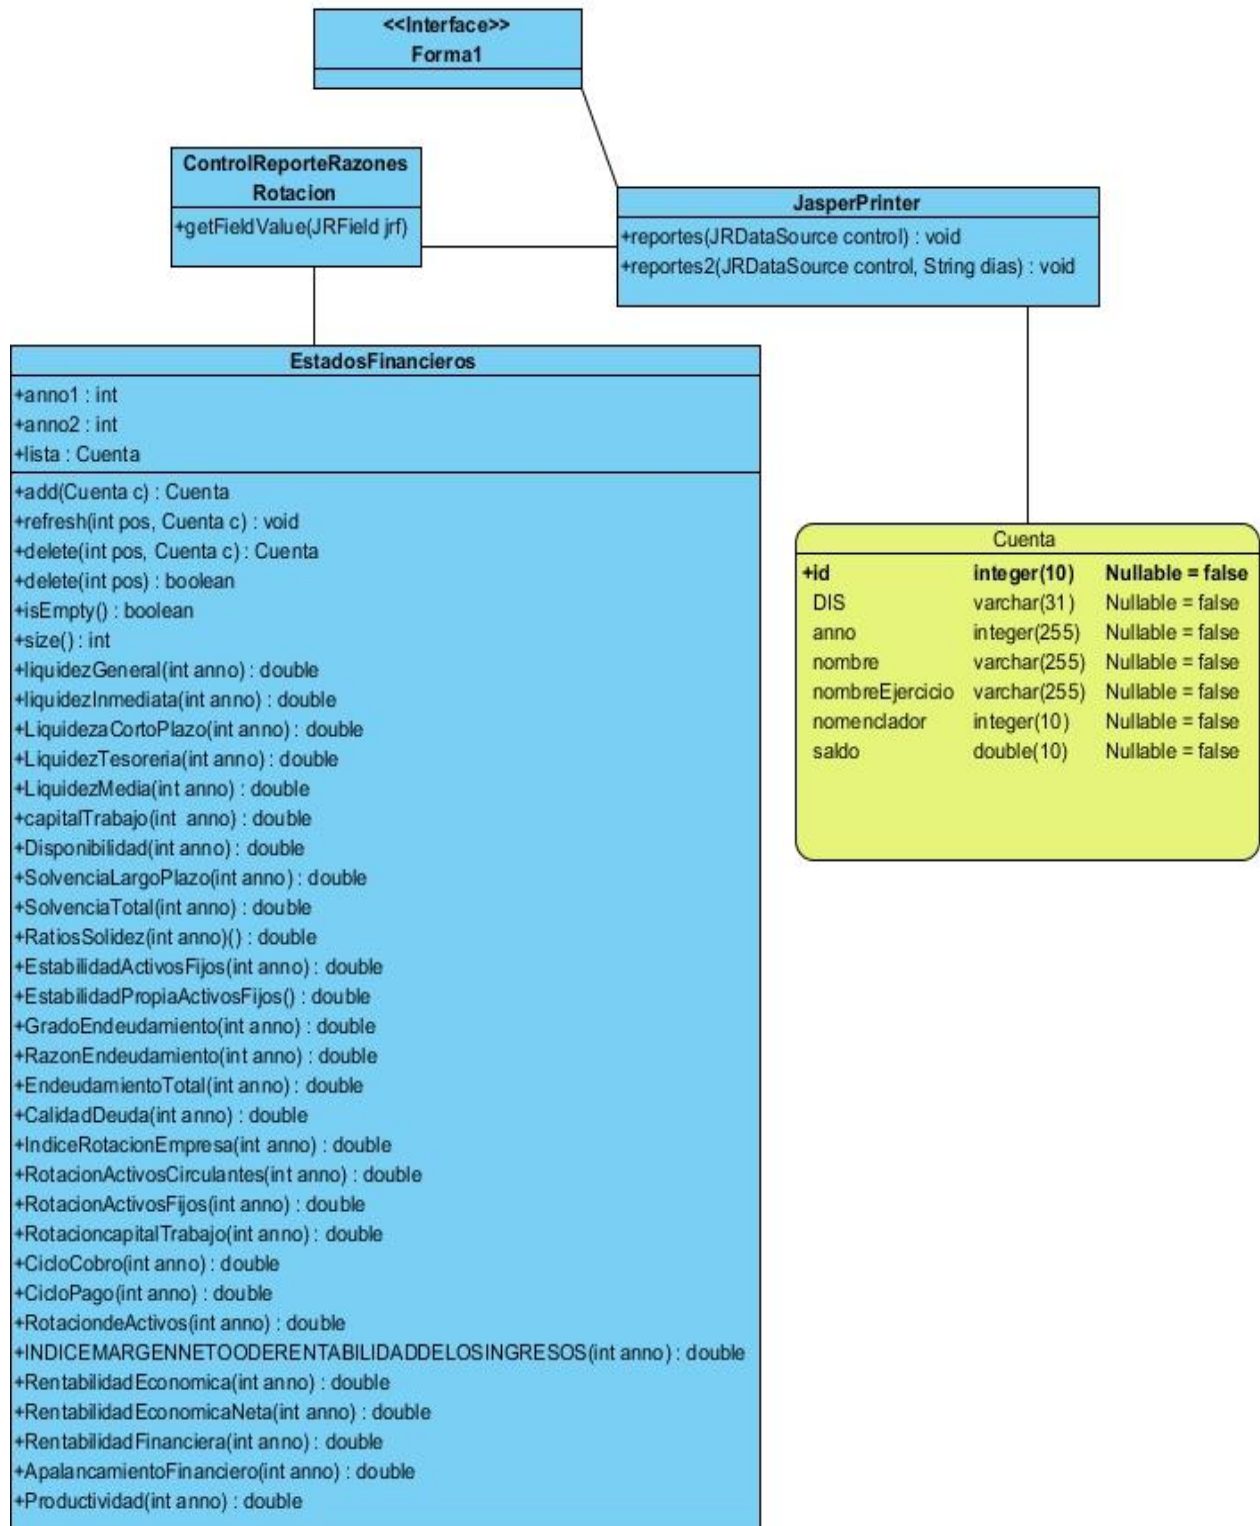 <<Interface>>
Forma1
ControlReporteRazones
Rotacion
+getFieldValue(JRField jrf)
JasperPrinter
+reportes(JRDataSource control) : void
+reportes2(JRDataSource control, String dias) : void
EstadosFinancieros
+anno1 : int
+anno2 : int
+lista : Cuenta
+add(Cuenta c) : Cuenta
+refresh(int pos, Cuenta c) : void
+delete(int pos, Cuenta c) : Cuenta
+delete(int pos) : boolean
+isEmpty() : boolean
+size() : int
+liquidezGeneral(int anno) : double
+liquidezInmediata(int anno) : double
+LiquidezaCortoPlazo(int anno) : double
+LiquidezTesoreria(int anno) : double
+LiquidezMedia(int anno) : double
+capitalTrabajo(int anno) : double
+Disponibilidad(int anno) : double
+SolvenciaLargoPlazo(int anno) : double
+SolvenciaTotal(int anno) : double
+RatiosSolidez(int anno)() : double
+EstabilidadActivosFijos(int anno) : double
+EstabilidadPropiaActivosFijos() : double
+GradoEndeudamiento(int anno) : double
+RazonEndeudamiento(int anno) : double
+EndeudamientoTotal(int anno) : double
+CalidadDeuda(int anno) : double
+IndiceRotacionEmpresa(int anno) : double
+RotacionActivosCirculantes(int anno) : double
+RotacionActivosFijos(int anno) : double
+RotacioncapitalTrabajo(int anno) : double
+CicloCobro(int anno) : double
+CicloPago(int anno) : double
+RotaciondeActivos(int anno) : double
+INDICEMARGENNETOODERENTABILIDADDELOSINGRESOS(int anno) : double
+RentabilidadEconomica(int anno) : double
+RentabilidadEconomicaNeta(int anno) : double
+RentabilidadFinanciera(int anno) : double
+ApalancamientoFinanciero(int anno) : double
+Productividad(int anno) : double
Cuenta
+id integer(10) Nullable = false
DIS varchar(31) Nullable = false
anno integer(255) Nullable = false
nombre varchar(255) Nullable = false
nombreEjercicio varchar(255) Nullable = false
nomenclador integer(10) Nullable = false
saldo double(10) Nullable = false